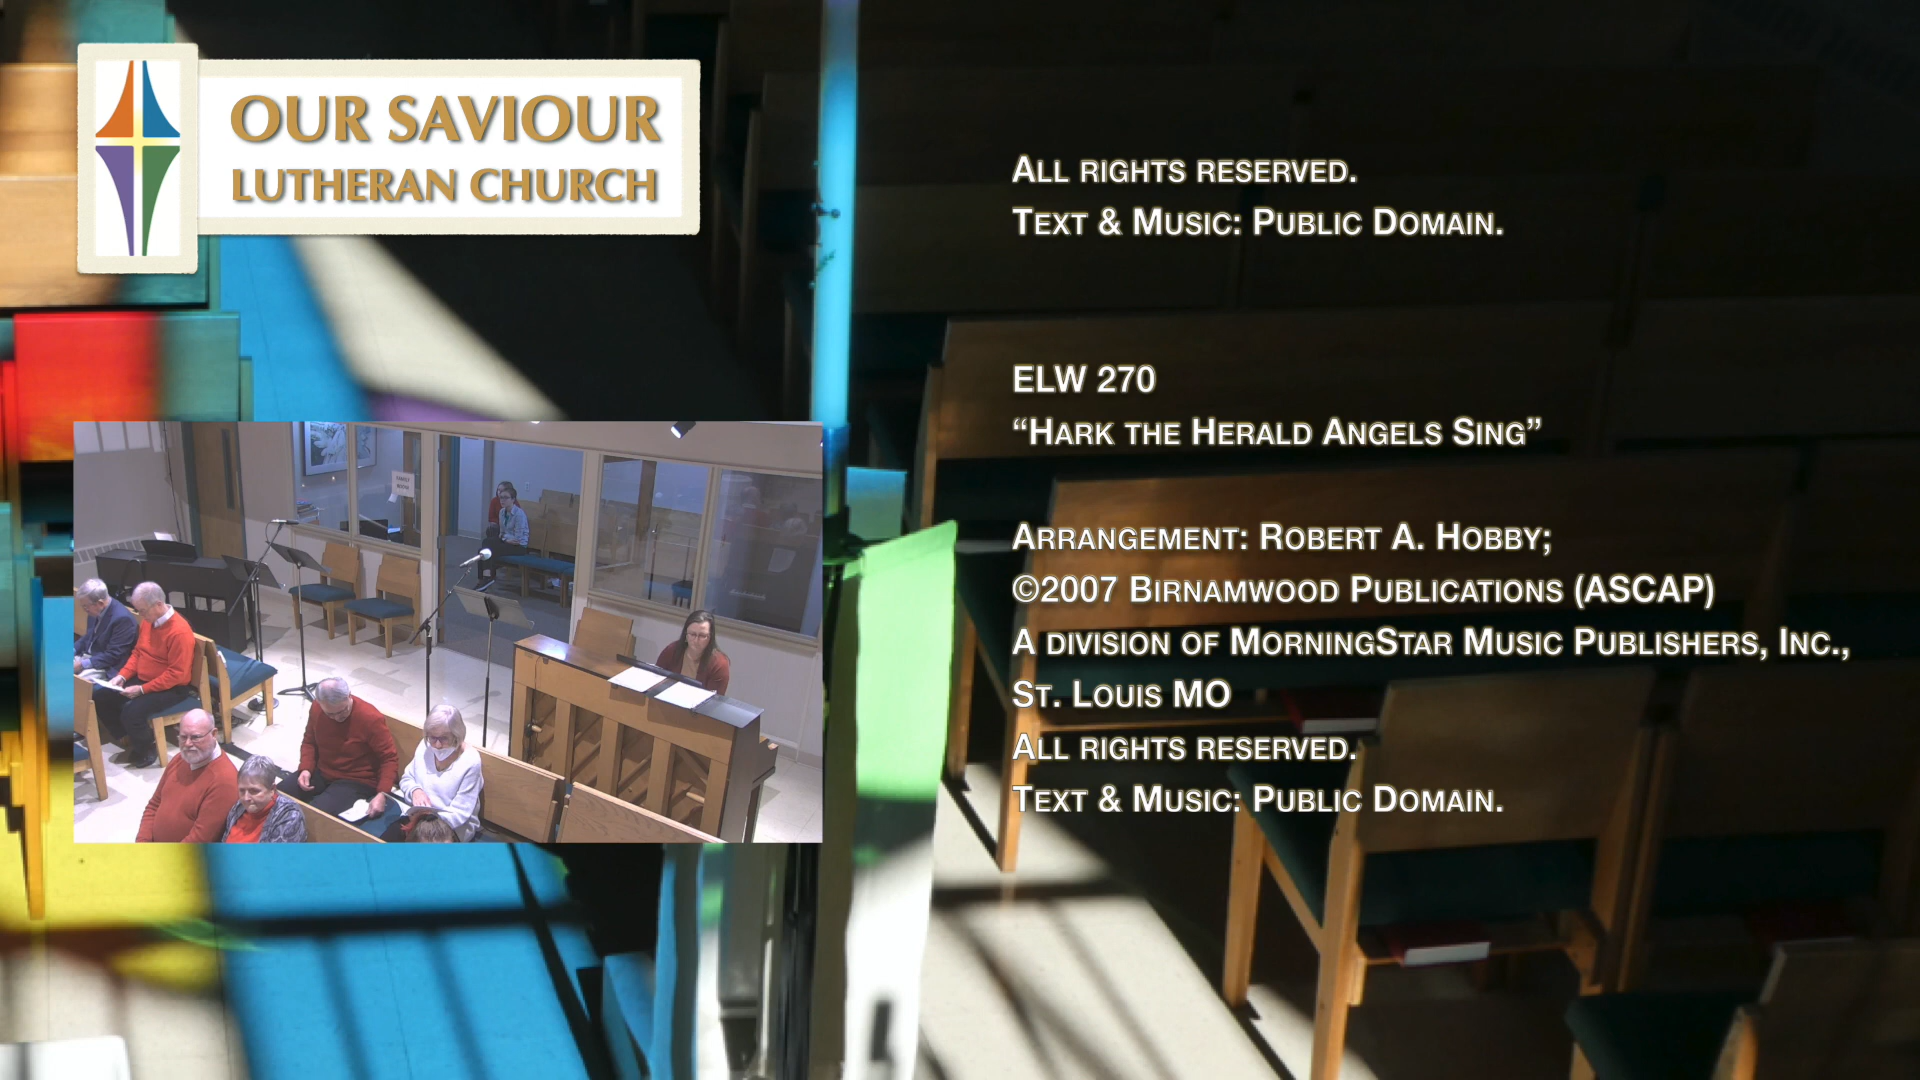 OUR SAVIOUR
LUTHERAN CHURCH
All rights reserved.
Text & Music: Public Domain.
ELW 270
“Hark the Herald Angels Sing”
Arrangement: Robert A. Hobby;
©2007 Birnamwood Publications (ASCAP)
A division of MorningStar Music Publishers, Inc.,
St. Louis MO
All rights reserved.
Text & Music: Public Domain.